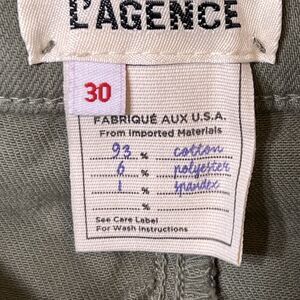 L'AGENCE
30
FABRIQUÉ AUX U.S.A.
From Imported Materials
93 % cotton
6 % polyester
1 % spandex
%
See Care Label
For Wash Instructions